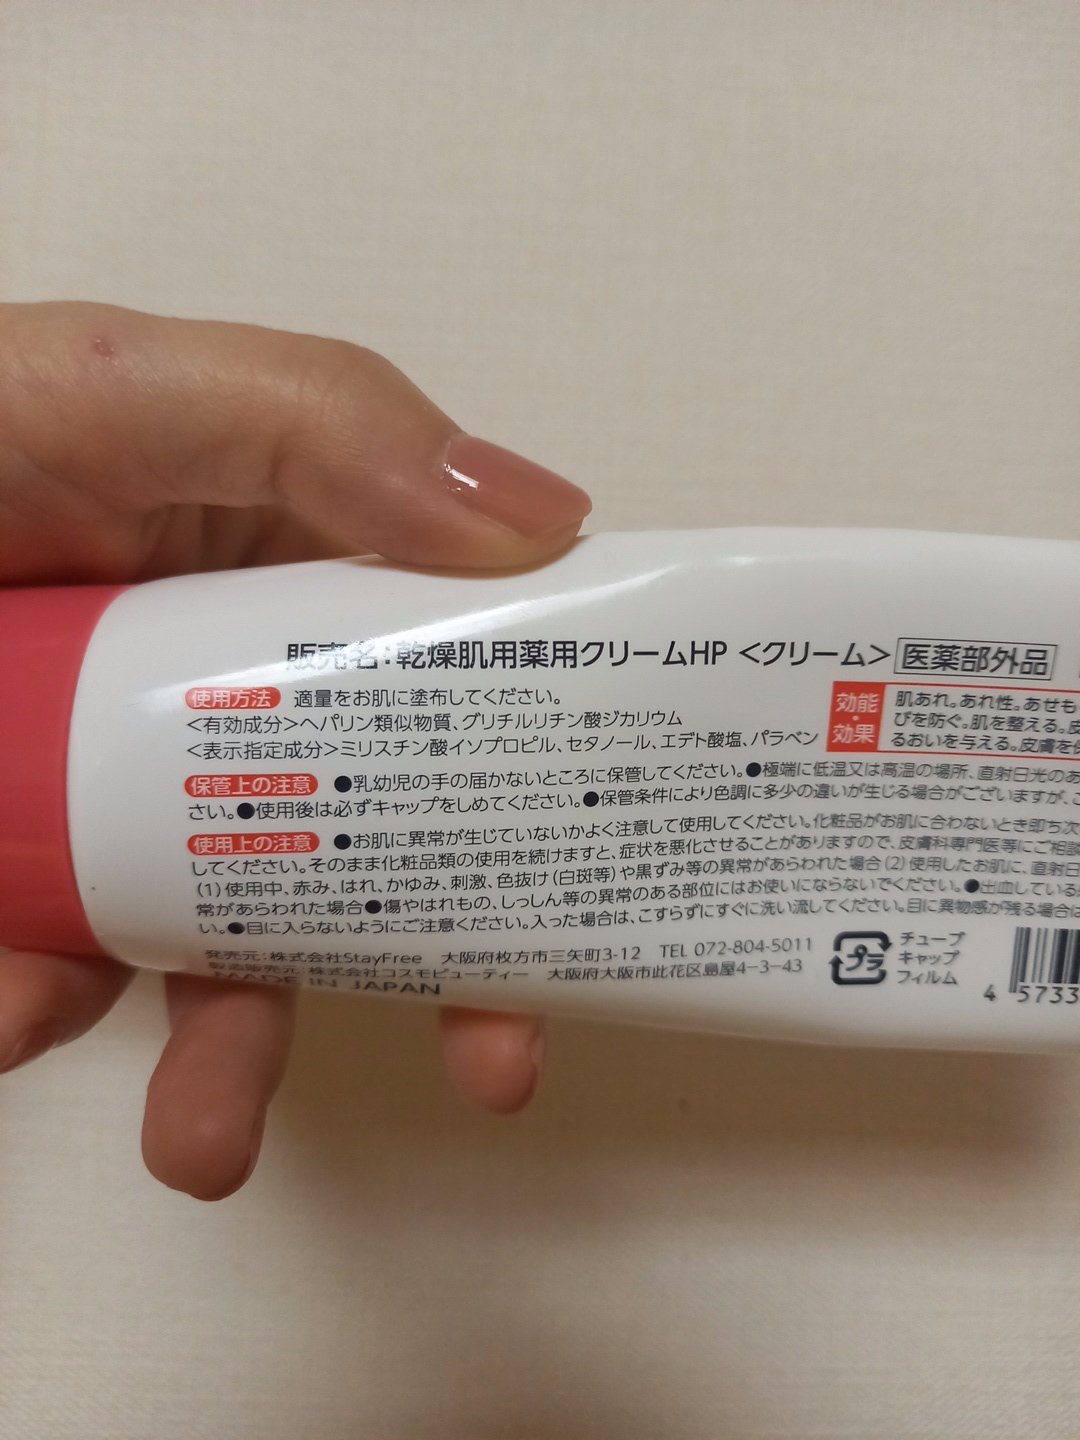 販売名：乾燥肌用薬用クリームHP <クリーム> 医薬部外品
使用方法 適量をお肌に塗布してください。
<有効成分>ヘパリン類似物質、グリチルリチン酸ジカリウム
<表示指定成分>ミリスチン酸イソプロピル、セタノール、エデト酸塩、パラベン
効能・効果
肌あれ。あれ性。あせも
びを防ぐ。肌を整える。皮
るおいを与える。皮膚を保
保管上の注意 ●乳幼児の手の届かないところに保管してください。●極端に低温又は高温の場所、直射日光のあ
さい。●使用後は必ずキャップをしめてください。●保管条件により色調に多少の違いが生じる場合がございますが、こ
使用上の注意 ●お肌に異常が生じていないかよく注意して使用してください。化粧品がお肌に合わないとき即ち次
してください。そのまま化粧品類の使用を続けますと、症状を悪化させることがありますので、皮膚科専門医等にご相談
(1)使用中、赤み、はれ、かゆみ、刺激、色抜け(白斑等)や黒ずみ等の異常があらわれた場合(2)使用したお肌に、直射日
常があらわれた場合●傷やはれもの、しっしん等の異常のある部位にはお使いにならないでください。●出血している
い。●目に入らないようにご注意ください。入った場合は、こすらずにすぐに洗い流してください。目に異物感が残る場合は
発売元：株式会社StayFree 大阪府枚方市三矢町3-12 TEL 072-804-5011
製造販売元：株式会社コスモビューティー 大阪府大阪市此花区島屋4-3-43
MADE IN JAPAN
プラ
チューブ
キャップ
フィルム
4 5733